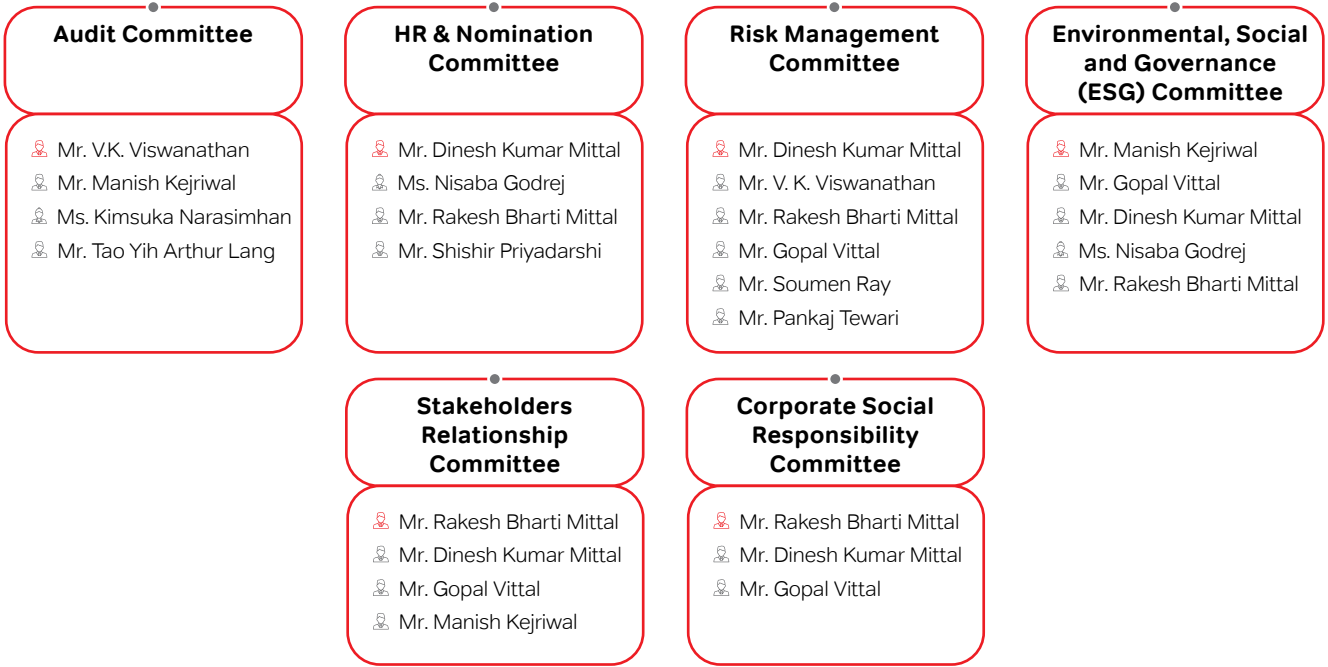 Audit Committee
Mr. V.K. Viswanathan
Mr. Manish Kejriwal
Ms. Kimsuka Narasimhan
Mr. Tao Yih Arthur Lang
HR & Nomination
Committee
Mr. Dinesh Kumar Mittal
Ms. Nisaba Godrej
Mr. Rakesh Bharti Mittal
Mr. Shishir Priyadarshi
Risk Management
Committee
Mr. Dinesh Kumar Mittal
Mr. V. K. Viswanathan
Mr. Rakesh Bharti Mittal
Mr. Gopal Vittal
Mr. Soumen Ray
Mr. Pankaj Tewari
Environmental, Social
and Governance
(ESG) Committee
Mr. Manish Kejriwal
Mr. Gopal Vittal
Mr. Dinesh Kumar Mittal
Ms. Nisaba Godrej
Mr. Rakesh Bharti Mittal
Stakeholders
Relationship
Committee
Mr. Rakesh Bharti Mittal
Mr. Dinesh Kumar Mittal
Mr. Gopal Vittal
Mr. Manish Kejriwal
Corporate Social
Responsibility
Committee
Mr. Rakesh Bharti Mittal
Mr. Dinesh Kumar Mittal
Mr. Gopal Vittal